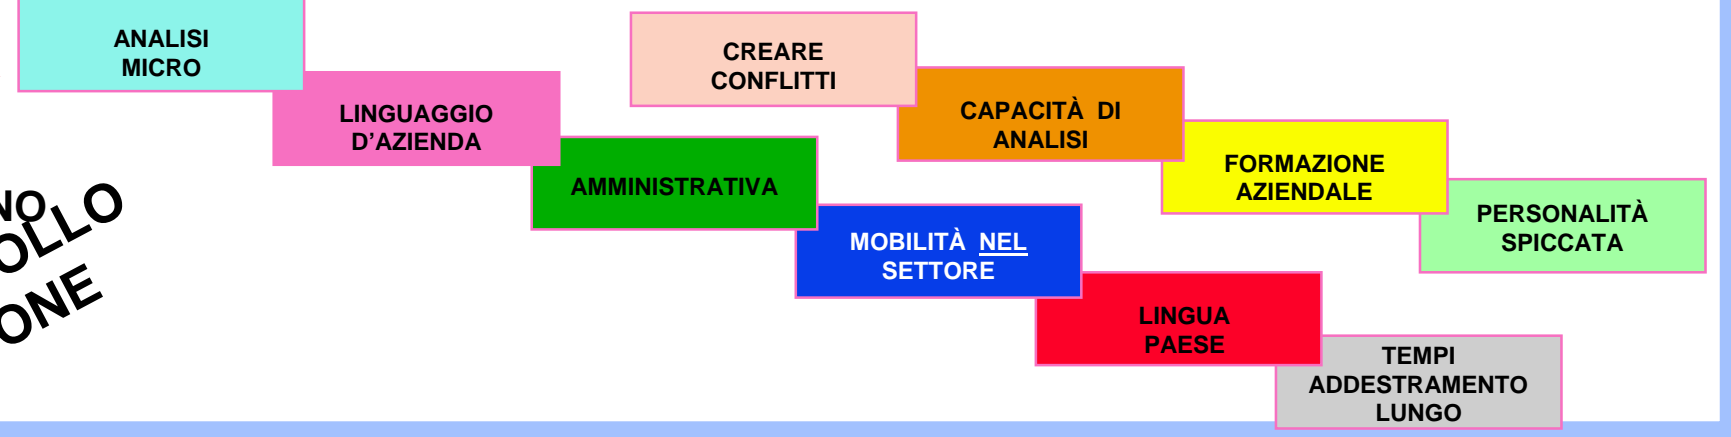 ANALISI
MICRO
LINGUAGGIO
D'AZIENDA
AMMINISTRATIVA
MOBILITÀ NEL
SETTORE
LINGUA
PAESE
TEMPI
ADDESTRAMENTO
LUNGO
CREARE
CONFLITTI
CAPACITÀ DI
ANALISI
FORMAZIONE
AZIENDALE
PERSONALITÀ
SPICCATA